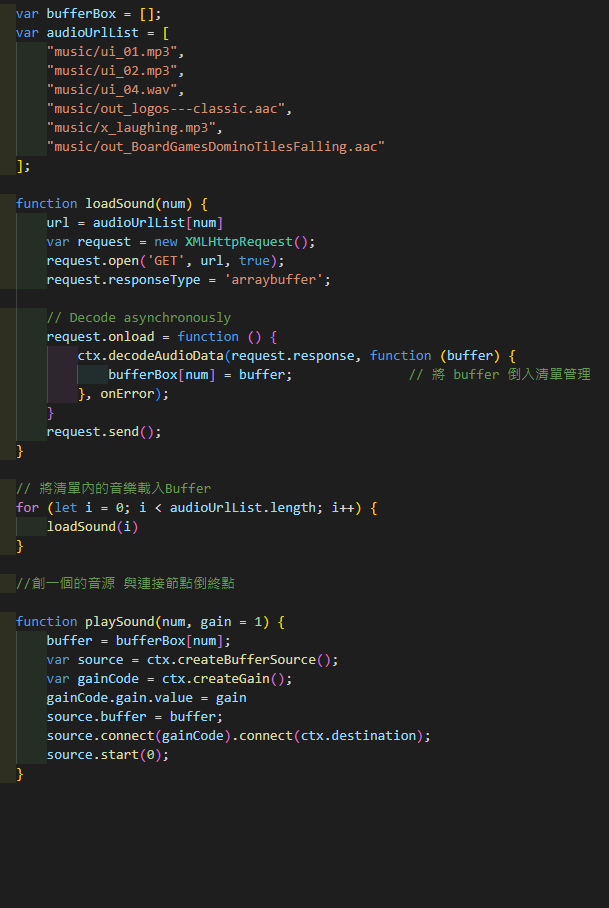 var bufferBox = [];
var audioUrlList = [
    "music/ui_01.mp3",
    "music/ui_02.mp3",
    "music/ui_04.wav",
    "music/out_logos---classic.aac",
    "music/x_laughing.mp3",
    "music/out_BoardGamesDominoTilesFalling.aac"
];
function loadSound(num) {
    url = audioUrlList[num]
    var request = new XMLHttpRequest();
    request.open('GET', url, true);
    request.responseType = 'arraybuffer';
    // Decode asynchronously
    request.onload = function () {
        ctx.decodeAudioData(request.response, function (buffer) {
            bufferBox[num] = buffer;               // 將 buffer 倒入清單管理
        }, onError);
    }
    request.send();
}
// 將清單內的音樂載入Buffer
for (let i = 0; i < audioUrlList.length; i++) {
    loadSound(i)
}
//創一個的音源 與連接節點倒終點
function playSound(num, gain = 1) {
    buffer = bufferBox[num];
    var source = ctx.createBufferSource();
    var gainCode = ctx.createGain();
    gainCode.gain.value = gain
    source.buffer = buffer;
    source.connect(gainCode).connect(ctx.destination);
    source.start(0);
}